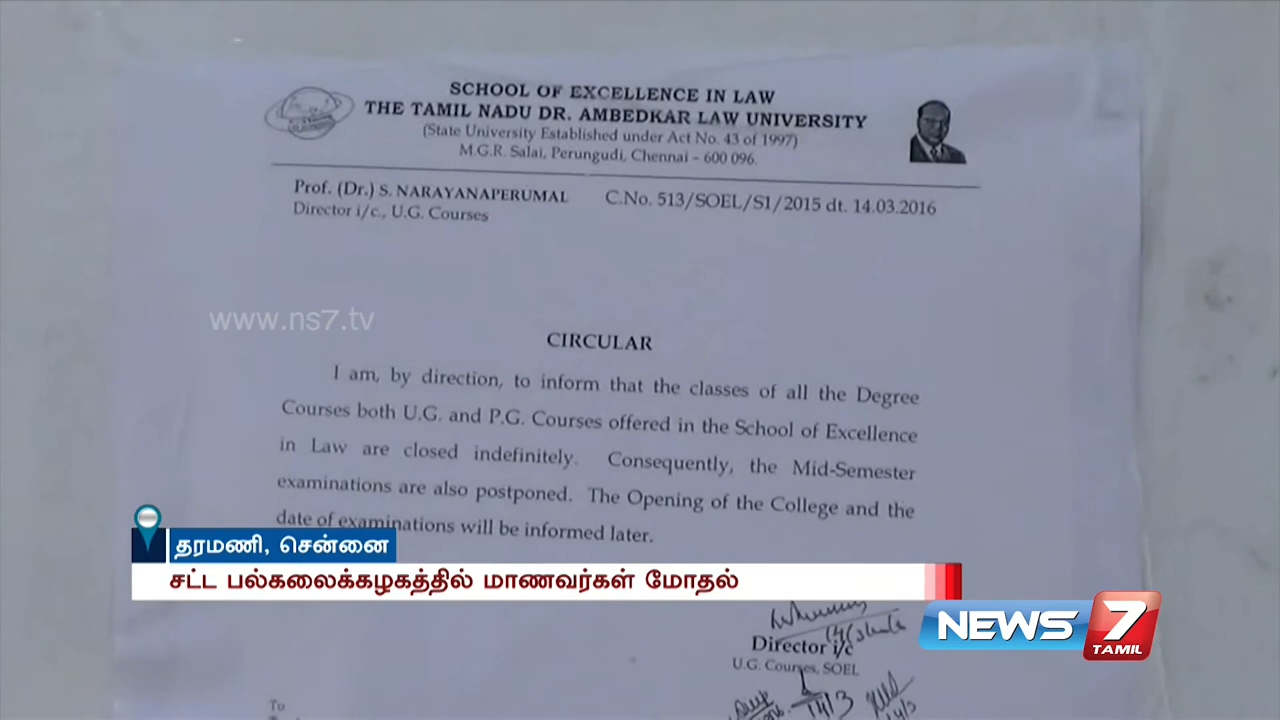 SCHOOL OF EXCELLENCE IN LAW
THE TAMIL NADU DR. AMBEDKAR LAW UNIVERSITY
(State University Established under Act No. 43 of 1997)
M.G.R. Salai, Perungudi, Chennai – 600 096.
Prof. (Dr.) S. NARAYANAPERUMAL
Director i/c., U.G. Courses
C.No. 513/SOEL/S1/2015 dt. 14.03.2016
www.ns7.tv
CIRCULAR
I am, by direction, to inform that the classes of all the Degree
Courses both U.G. and P.G. Courses offered in the School of Excellence
in Law are closed indefinitely. Consequently, the Mid-Semester
examinations are also postponed. The Opening of the College and the
date of examinations will be informed later.
தரமணி, சென்னை
சட்ட பல்கலைக்கழகத்தில் மாணவர்கள் மோதல்
NEWS 7
TAMIL
Director i/c
U.G. Courses, SOEL
14/3
To